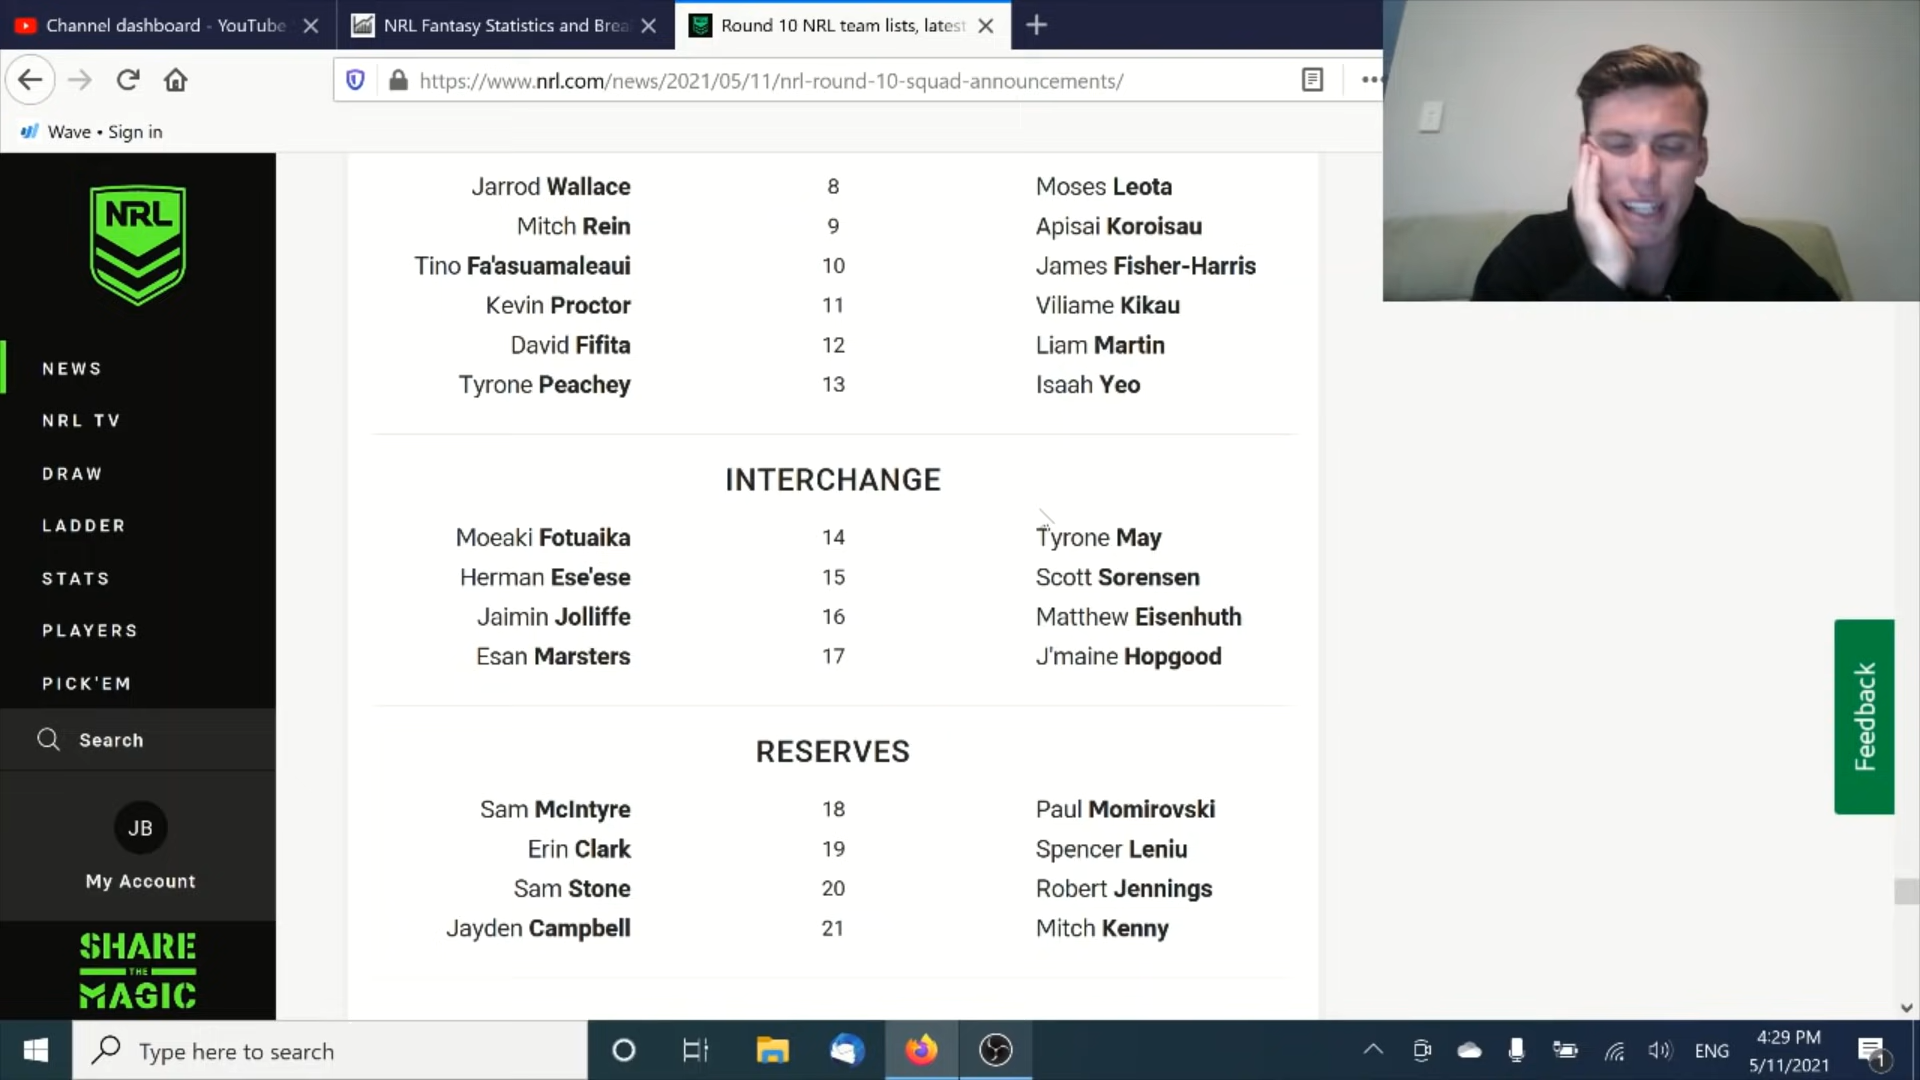 Channel dashboard - YouTube
NRL Fantasy Statistics and Brea
Round 10 NRL team lists, latest
https://www.nrl.com/news/2021/05/11/nrl-round-10-squad-announcements/
Wave • Sign in
NRL
NEWS
NRL TV
DRAW
LADDER
STATS
PLAYERS
PICK'EM
Search
JB
My Account
SHARE
THE
MAGIC
Jarrod Wallace 8 Moses Leota
Mitch Rein 9 Apisai Koroisau
Tino Fa'asuamaleaui 10 James Fisher-Harris
Kevin Proctor 11 Viliame Kikau
David Fifita 12 Liam Martin
Tyrone Peachey 13 Isaah Yeo
INTERCHANGE
Moeaki Fotuaika 14 Tyrone May
Herman Ese'ese 15 Scott Sorensen
Jaimin Jolliffe 16 Matthew Eisenhuth
Esan Marsters 17 J'maine Hopgood
RESERVES
Sam McIntyre 18 Paul Momirovski
Erin Clark 19 Spencer Leniu
Sam Stone 20 Robert Jennings
Jayden Campbell 21 Mitch Kenny
Feedback
Type here to search
ENG
4:29 PM
5/11/2021
1